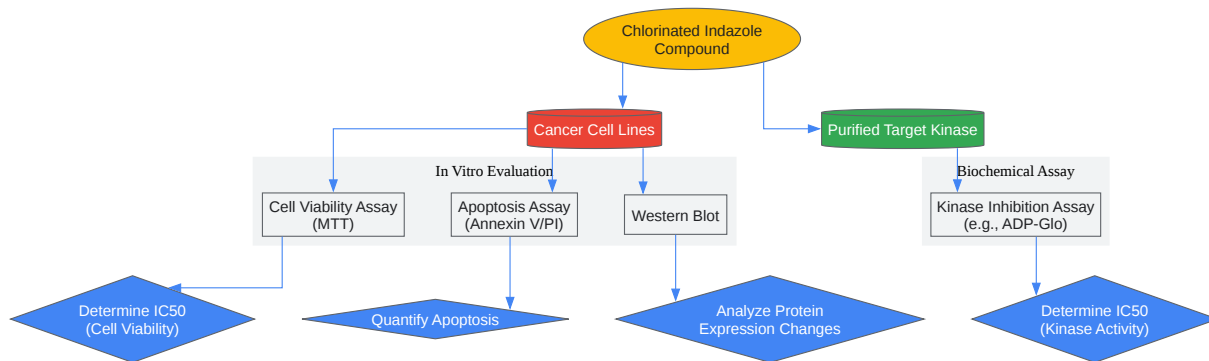 Chlorinated Indazole
Compound
Cancer Cell Lines
Purified Target Kinase
In Vitro Evaluation
Biochemical Assay
Cell Viability Assay
(MTT)
Apoptosis Assay
(Annexin V/PI)
Western Blot
Kinase Inhibition Assay
(e.g., ADP-Glo)
Determine IC50
(Cell Viability)
Quantify Apoptosis
Analyze Protein
Expression Changes
Determine IC50
(Kinase Activity)